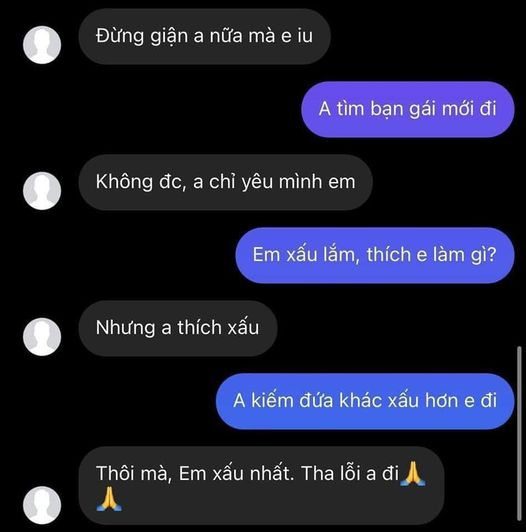 Đừng giận a nữa mà e iu
A tìm bạn gái mới đi
Không đc, a chỉ yêu mình em
Em xấu lắm, thích e làm gì?
Nhưng a thích xấu
A kiếm đứa khác xấu hơn e đi
Thôi mà, Em xấu nhất. Tha lỗi a đi🙏
🙏